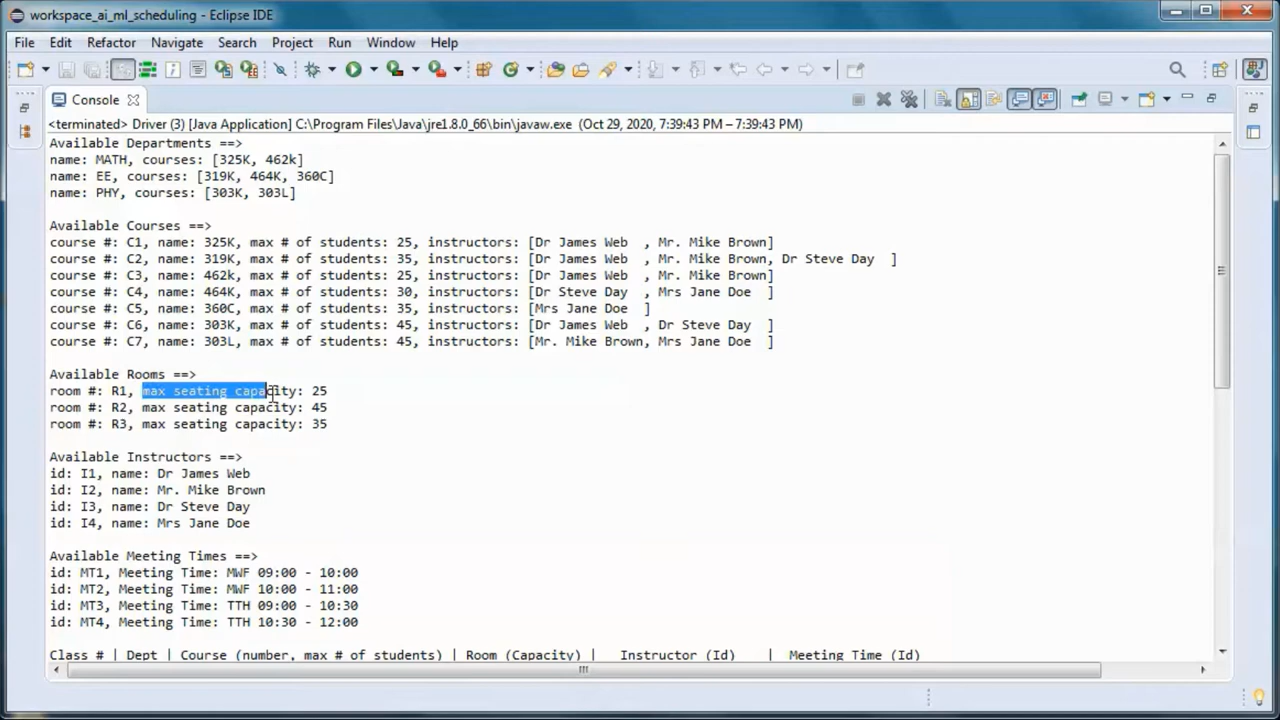 workspace_ai_ml_scheduling - Eclipse IDE
File Edit Refactor Navigate Search Project Run Window Help
Console
<terminated> Driver (3) [Java Application] C:\Program Files\Java\jre1.8.0_66\bin\javaw.exe (Oct 29, 2020, 7:39:43 PM – 7:39:43 PM)
Available Departments ==>
name: MATH, courses: [325K, 462k]
name: EE, courses: [319K, 464K, 360C]
name: PHY, courses: [303K, 303L]
Available Courses ==>
course #: C1, name: 325K, max # of students: 25, instructors: [Dr James Web  , Mr. Mike Brown]
course #: C2, name: 319K, max # of students: 35, instructors: [Dr James Web  , Mr. Mike Brown, Dr Steve Day  ]
course #: C3, name: 462k, max # of students: 25, instructors: [Dr James Web  , Mr. Mike Brown]
course #: C4, name: 464K, max # of students: 30, instructors: [Dr Steve Day  , Mrs Jane Doe  ]
course #: C5, name: 360C, max # of students: 35, instructors: [Mrs Jane Doe  ]
course #: C6, name: 303K, max # of students: 45, instructors: [Dr James Web  , Dr Steve Day  ]
course #: C7, name: 303L, max # of students: 45, instructors: [Mr. Mike Brown, Mrs Jane Doe  ]
Available Rooms ==>
room #: R1, max seating capacity: 25
room #: R2, max seating capacity: 45
room #: R3, max seating capacity: 35
Available Instructors ==>
id: I1, name: Dr James Web
id: I2, name: Mr. Mike Brown
id: I3, name: Dr Steve Day
id: I4, name: Mrs Jane Doe
Available Meeting Times ==>
id: MT1, Meeting Time: MWF 09:00 - 10:00
id: MT2, Meeting Time: MWF 10:00 - 11:00
id: MT3, Meeting Time: TTH 09:00 - 10:30
id: MT4, Meeting Time: TTH 10:30 - 12:00
Class # | Dept | Course (number, max # of students) | Room (Capacity) |   Instructor (Id)    |  Meeting Time (Id)